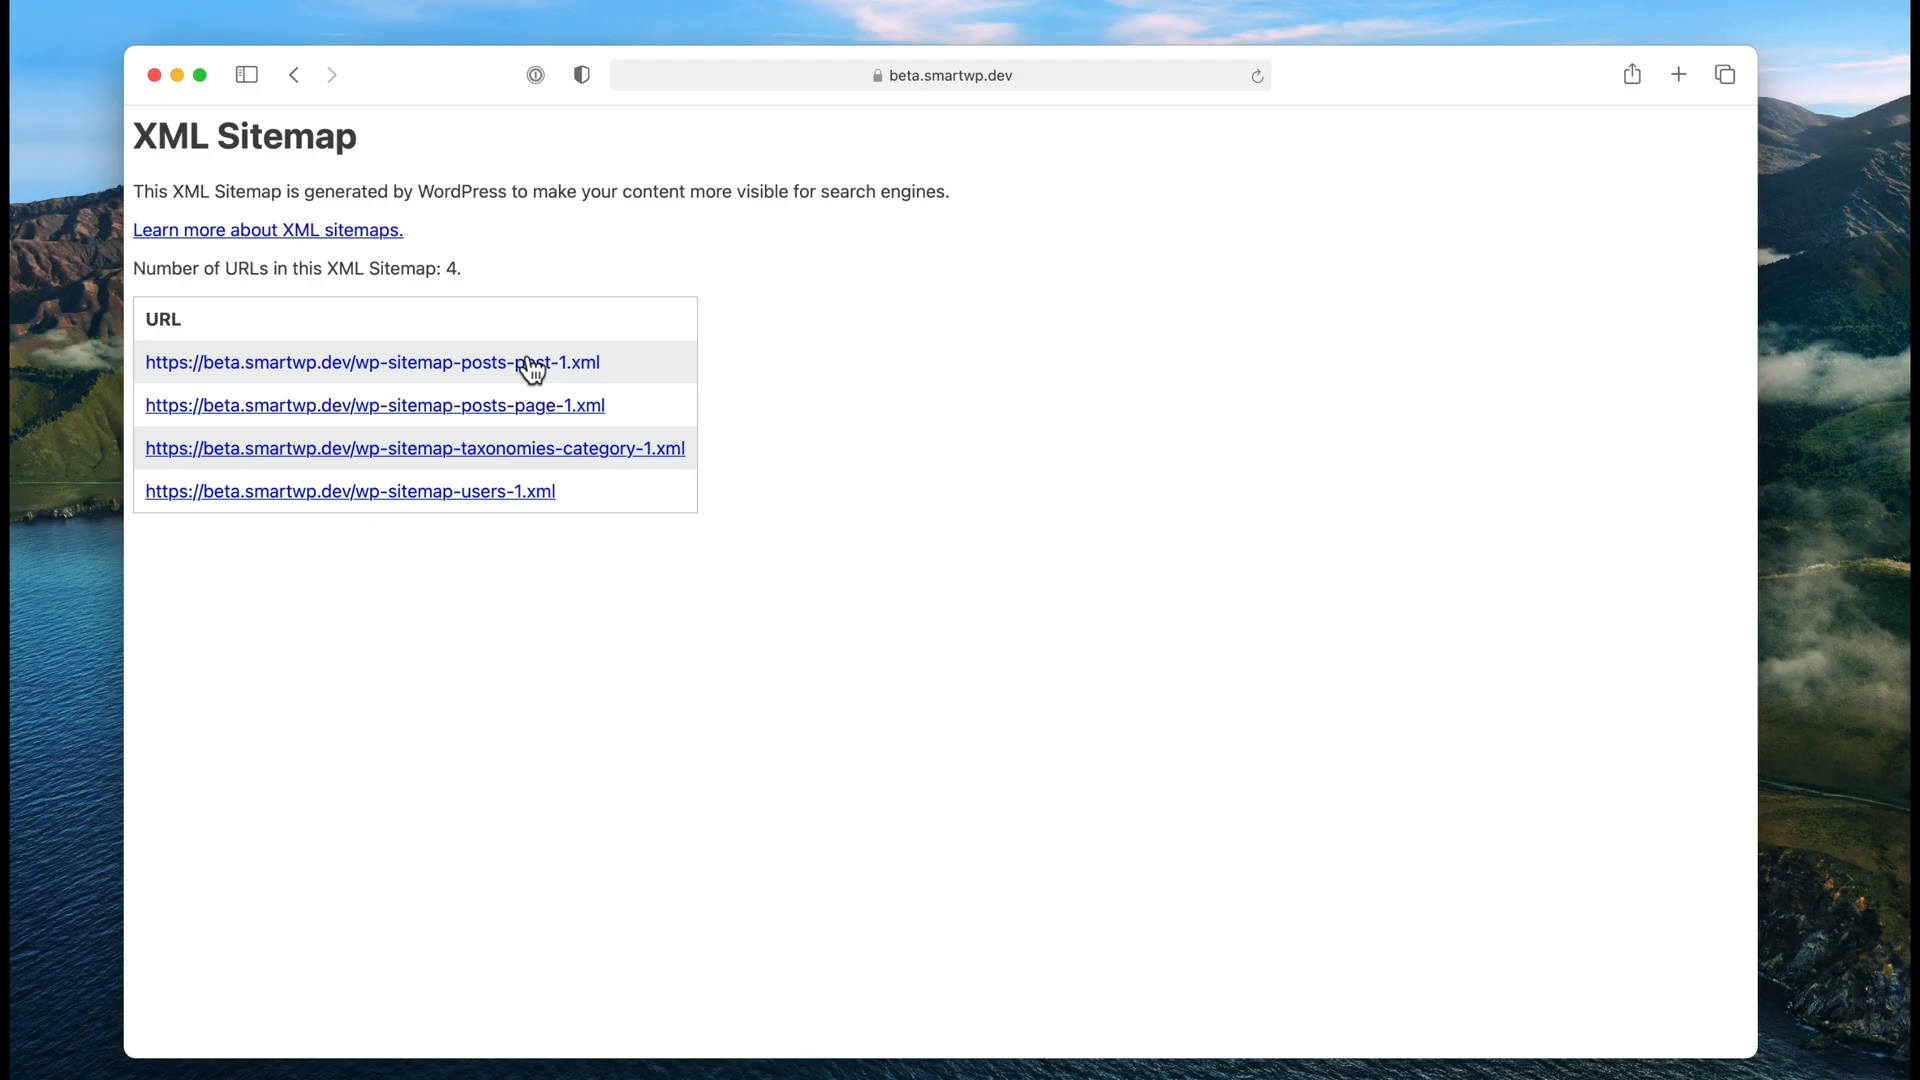 beta.smartwp.dev
XML Sitemap
This XML Sitemap is generated by WordPress to make your content more visible for search engines.
Learn more about XML sitemaps.
Number of URLs in this XML Sitemap: 4.
URL
https://beta.smartwp.dev/wp-sitemap-posts-post-1.xml
https://beta.smartwp.dev/wp-sitemap-posts-page-1.xml
https://beta.smartwp.dev/wp-sitemap-taxonomies-category-1.xml
https://beta.smartwp.dev/wp-sitemap-users-1.xml